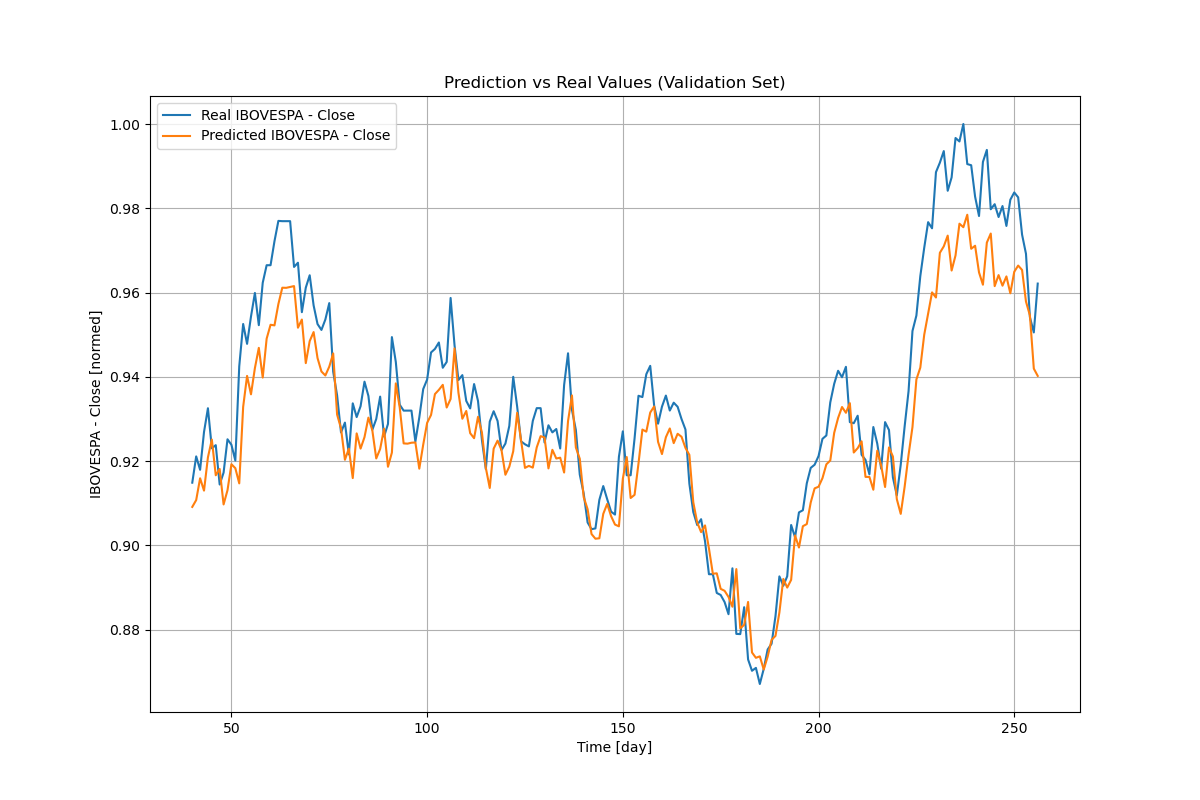 Prediction vs Real Values (Validation Set)
Real IBOVESPA - Close
Predicted IBOVESPA - Close
1.00
0.98
0.96
0.94
0.92
0.90
0.88
IBOVESPA - Close [normed]
50
100
150
200
250
Time [day]